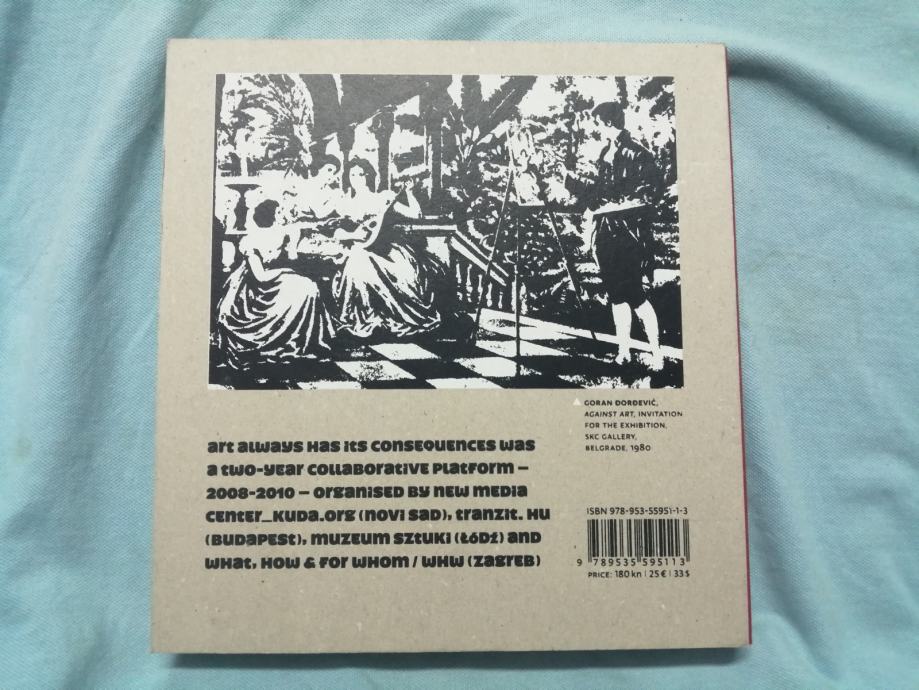 GORAN ĐORĐEVIĆ,
AGAINST ART, INVITATION
FOR THE EXHIBITION,
SKC GALLERY,
BELGRADE, 1980
art always has its consequences was
a two-year collaborative platform –
2008-2010 – organised by new media
center_kuda.org (novi sad), tranzit. hu
(budapest), muzeum sztuki (łódź) and
what, how & for whom / whw (zagreb)
ISBN 978-953-55951-1-3
9 789535 595113
PRICE: 180 kn | 25 € | 33 $